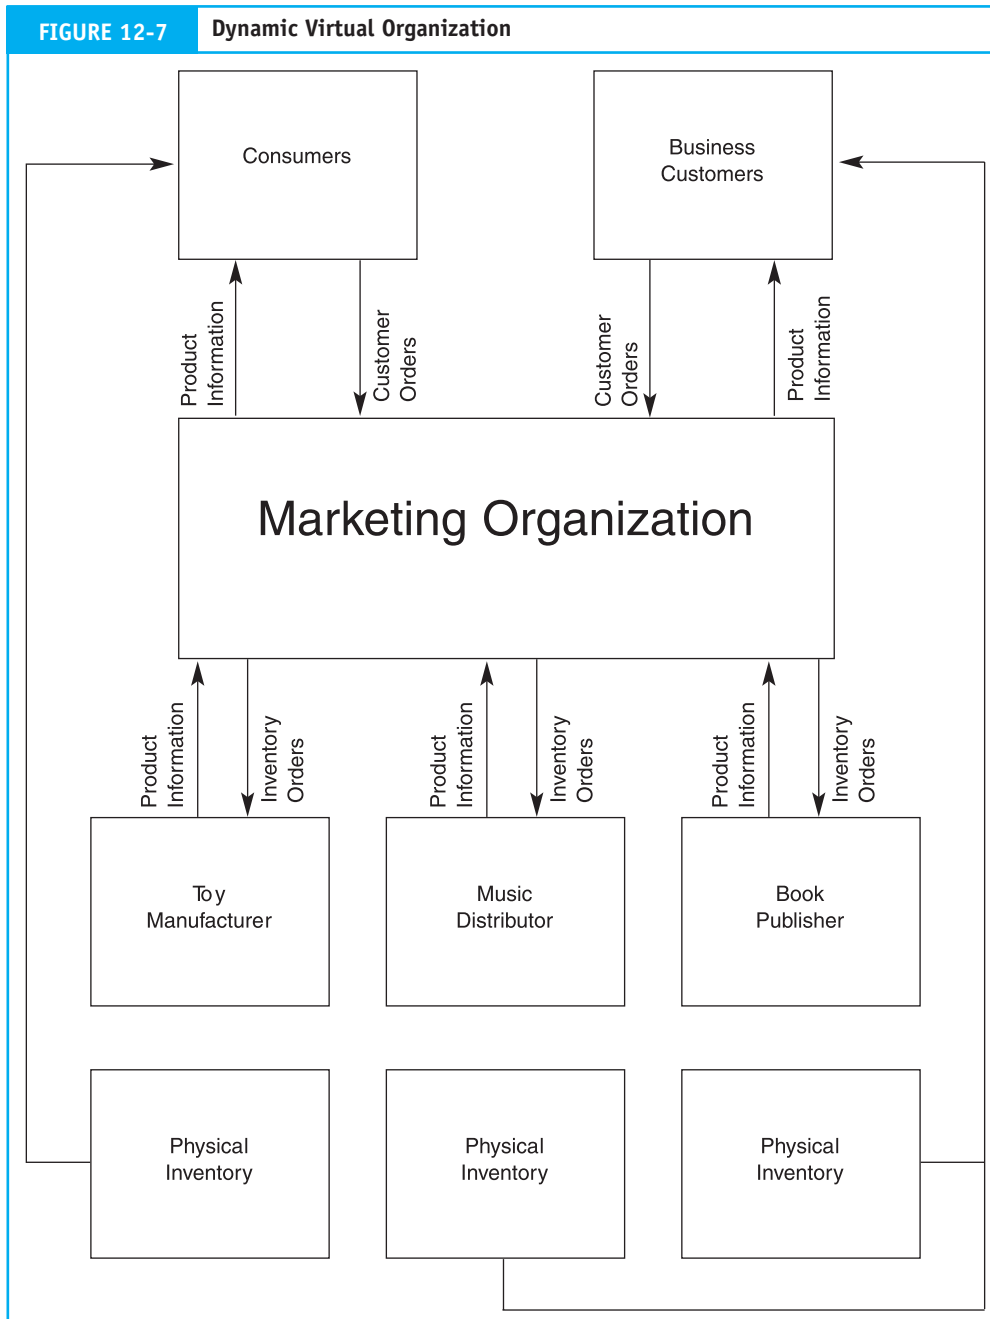 FIGURE 12-7
Dynamic Virtual Organization
Consumers
Business
Customers
Product
Information
Customer
Orders
Customer
Orders
Product
Information
Marketing Organization
Product
Information
Inventory
Orders
Product
Information
Inventory
Orders
Product
Information
Inventory
Orders
Toy
Manufacturer
Music
Distributor
Book
Publisher
Physical
Inventory
Physical
Inventory
Physical
Inventory